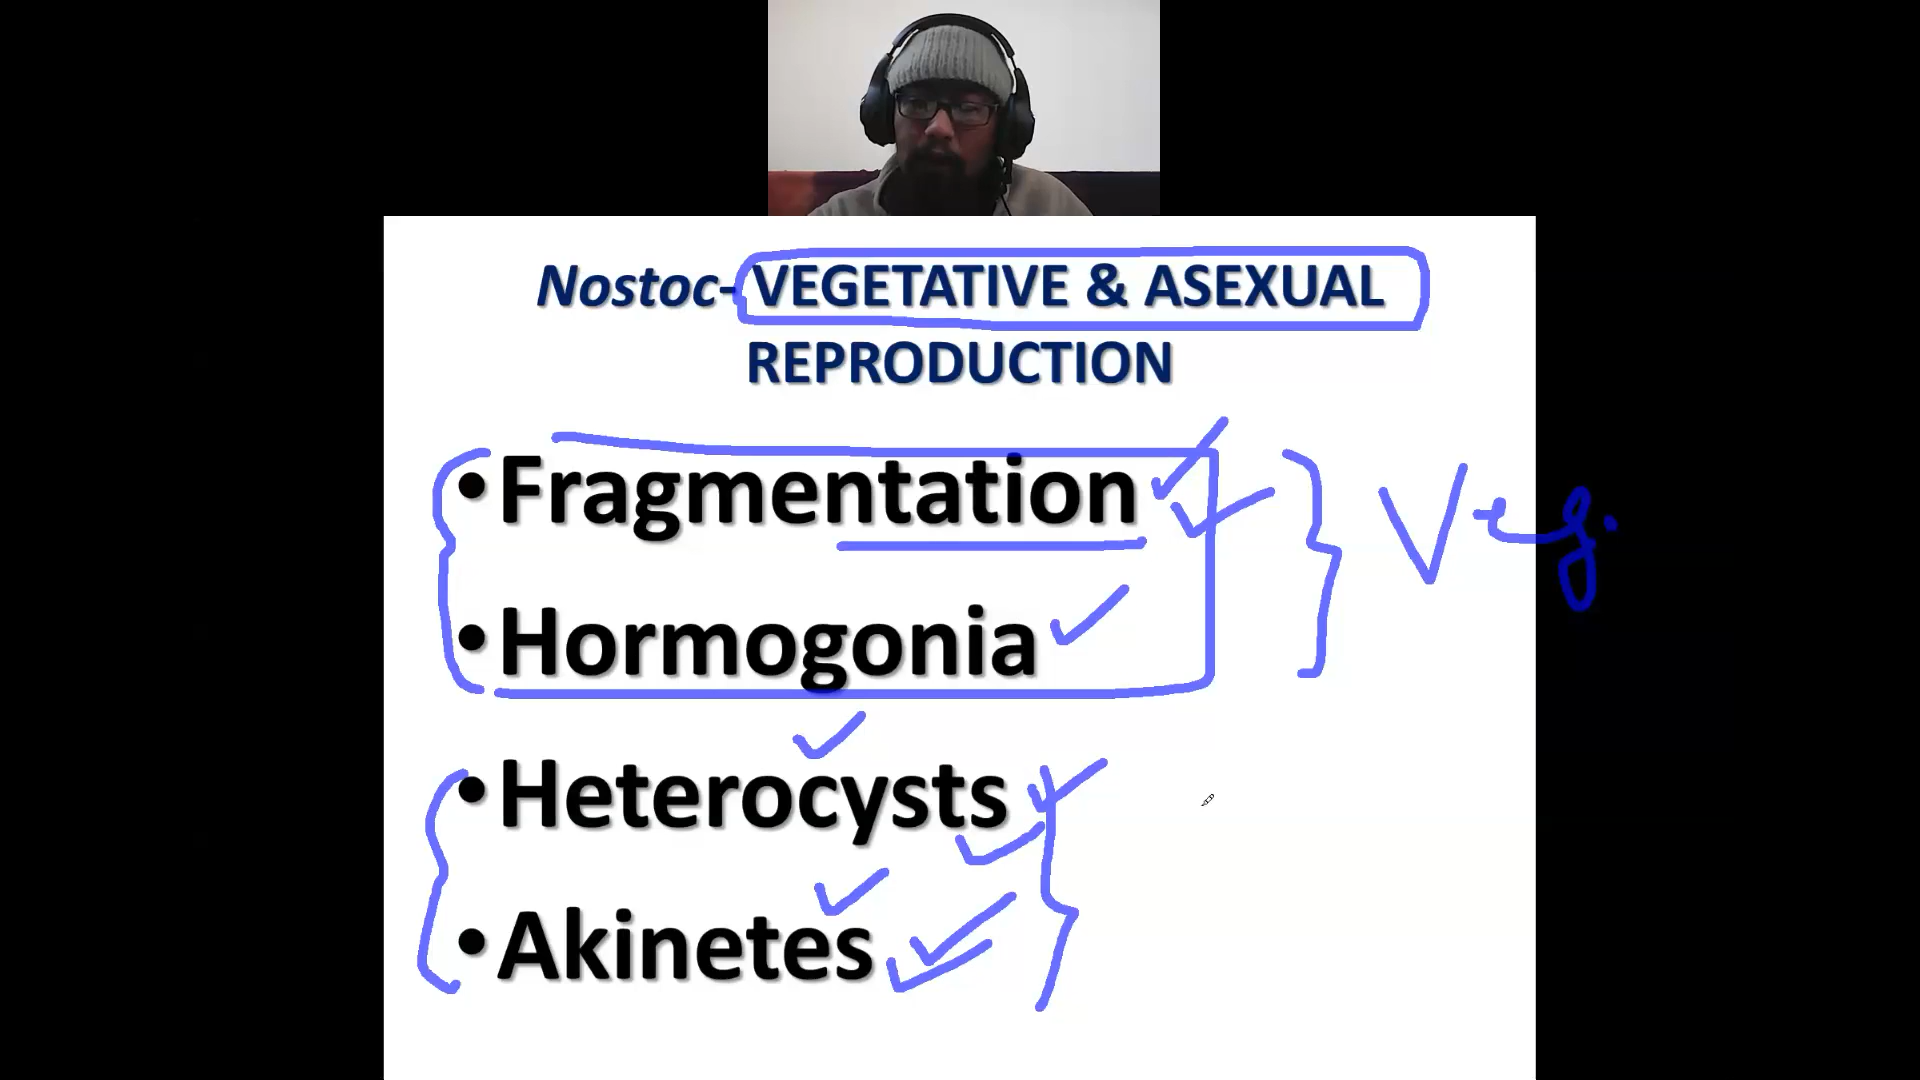 Nostoc- VEGETATIVE & ASEXUAL
REPRODUCTION
•Fragmentation
Veg.
•Hormogonia
•Heterocysts
•Akinetes